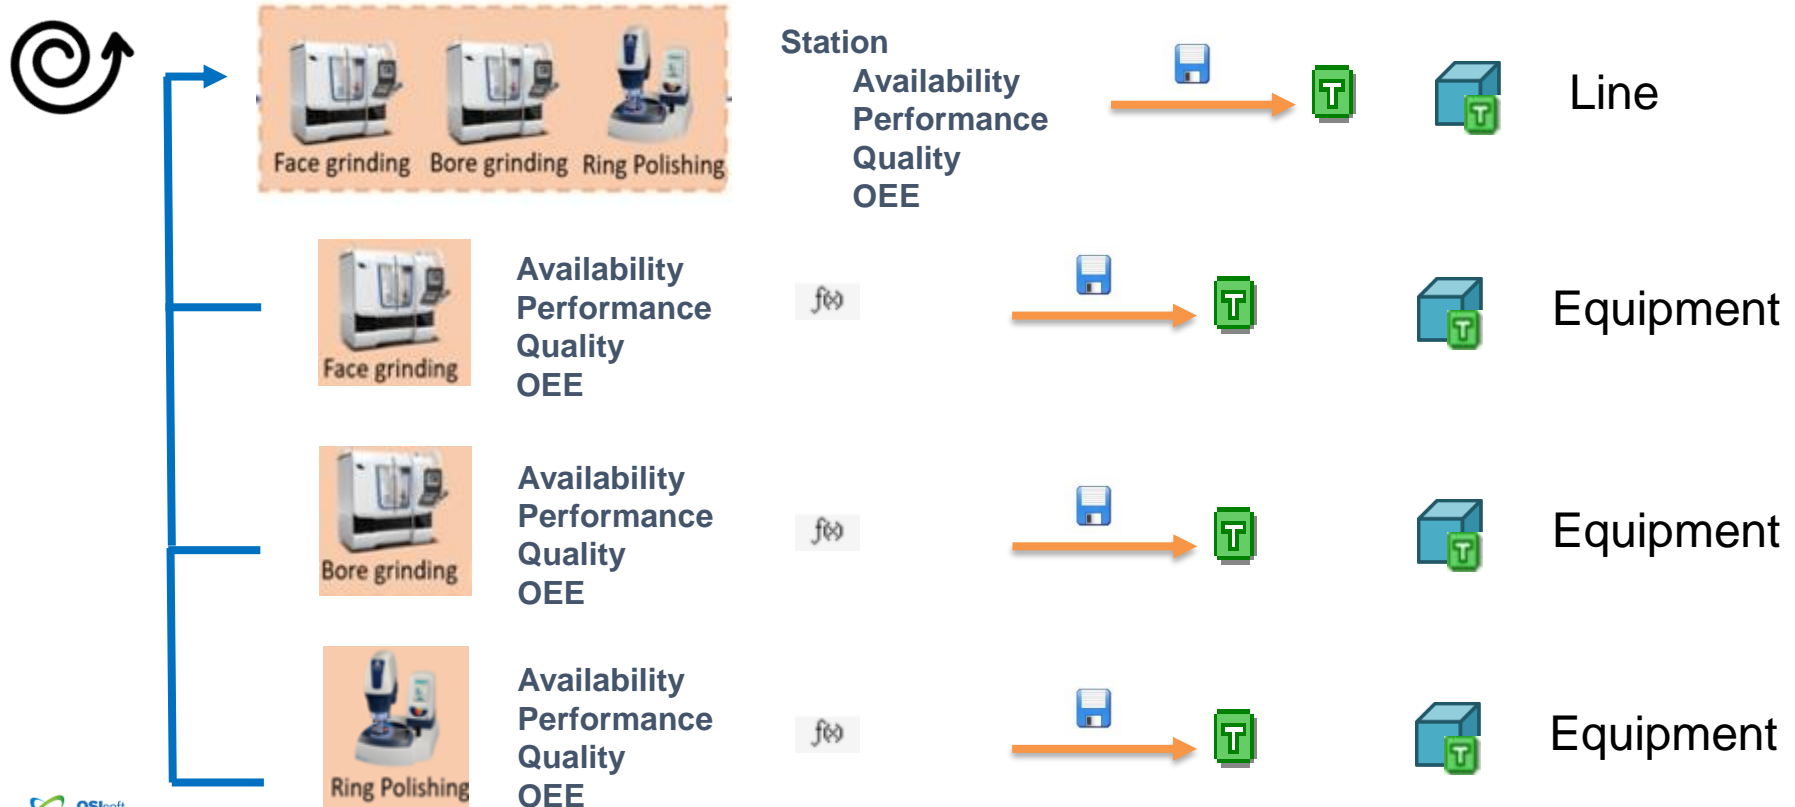 Station
Availability
Performance
Quality
OEE
Line
Face grinding
Bore grinding
Ring Polishing
Availability
Performance
Quality
OEE
f(x)
Equipment
Face grinding
Availability
Performance
Quality
OEE
f(x)
Equipment
Bore grinding
Availability
Performance
Quality
OEE
f(x)
Equipment
Ring Polishing
T
T
T
T
T
T
T
T
OSIsoft